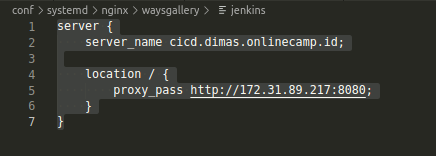 conf > systemd > nginx > waysgallery > jenkins
1 server {
2     server_name cicd.dimas.onlinecamp.id;
3
4     location / {
5         proxy_pass http://172.31.89.217:8080;
6     }
7 }